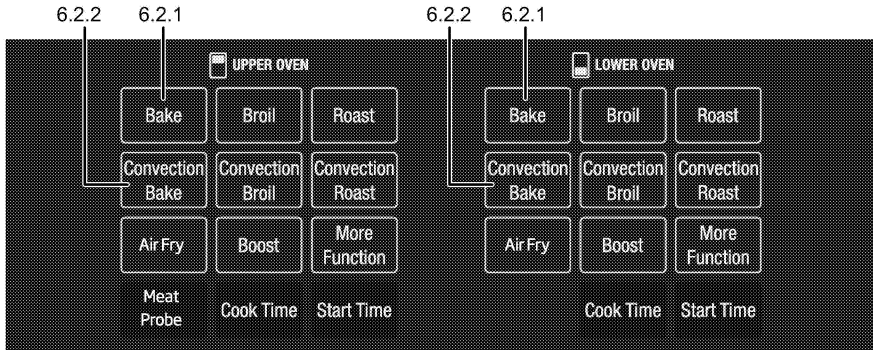 6.2.2 6.2.1 6.2.2 6.2.1
UPPER OVEN LOWER OVEN
Bake Broil Roast Bake Broil Roast
Convection Convection Convection Convection Convection Convection
Bake Broil Roast Bake Broil Roast
Air Fry Boost More Function Air Fry Boost More Function
Meat Probe Cook Time Start Time Cook Time Start Time